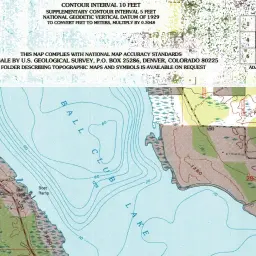 CONTOUR INTERVAL 10 FEET
SUPPLEMENTARY CONTOUR INTERVAL 5 FEET
NATIONAL GEODETIC VERTICAL DATUM OF 1929
TO CONVERT FEET TO METERS, MULTIPLY BY 0.3048
THIS MAP COMPLIES WITH NATIONAL MAP ACCURACY STANDARDS
ALE BY U.S. GEOLOGICAL SURVEY, P.O. BOX 25286, DENVER, COLORADO 80225
FOLDER DESCRIBING TOPOGRAPHIC MAPS AND SYMBOLS IS AVAILABLE ON REQUEST
BALL CLUB LAKE
Boat
Ramp